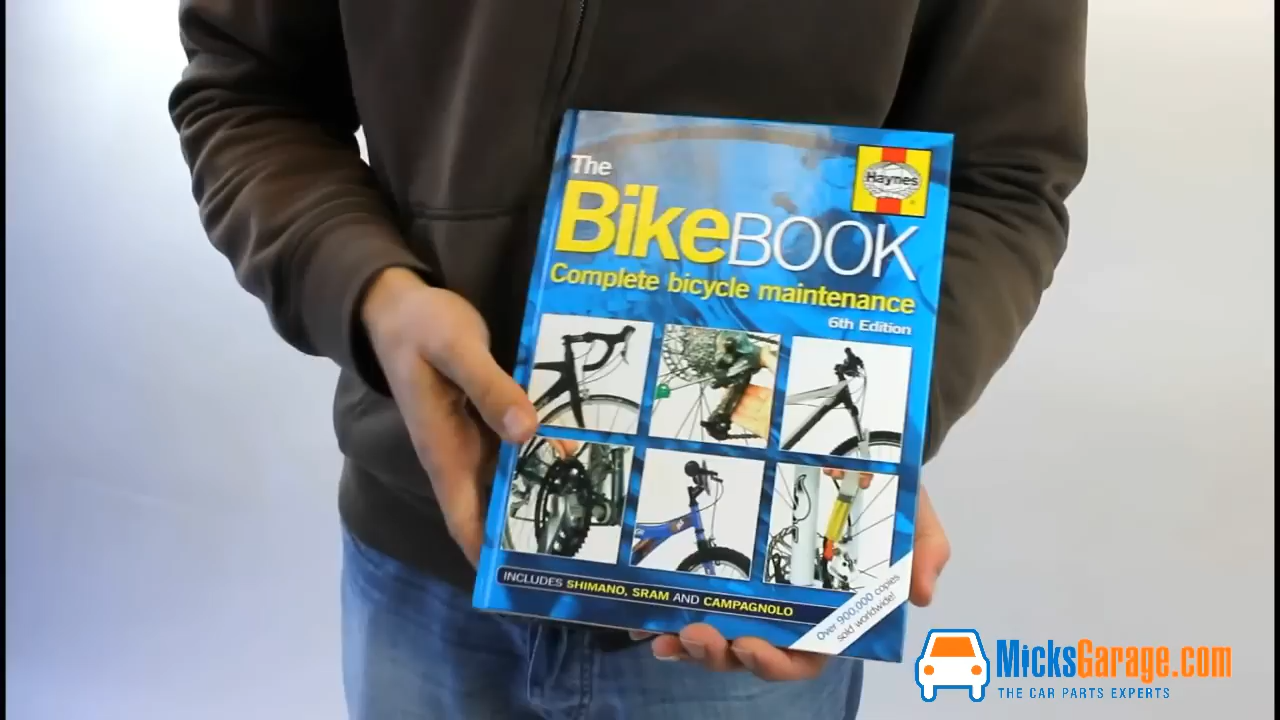 The
BikeBOOK
Haynes
Complete bicycle maintenance
6th Edition
INCLUDES SHIMANO, SRAM AND CAMPAGNOLO
Over 900,000 copies
sold worldwide!
MicksGarage.com
THE CAR PARTS EXPERTS